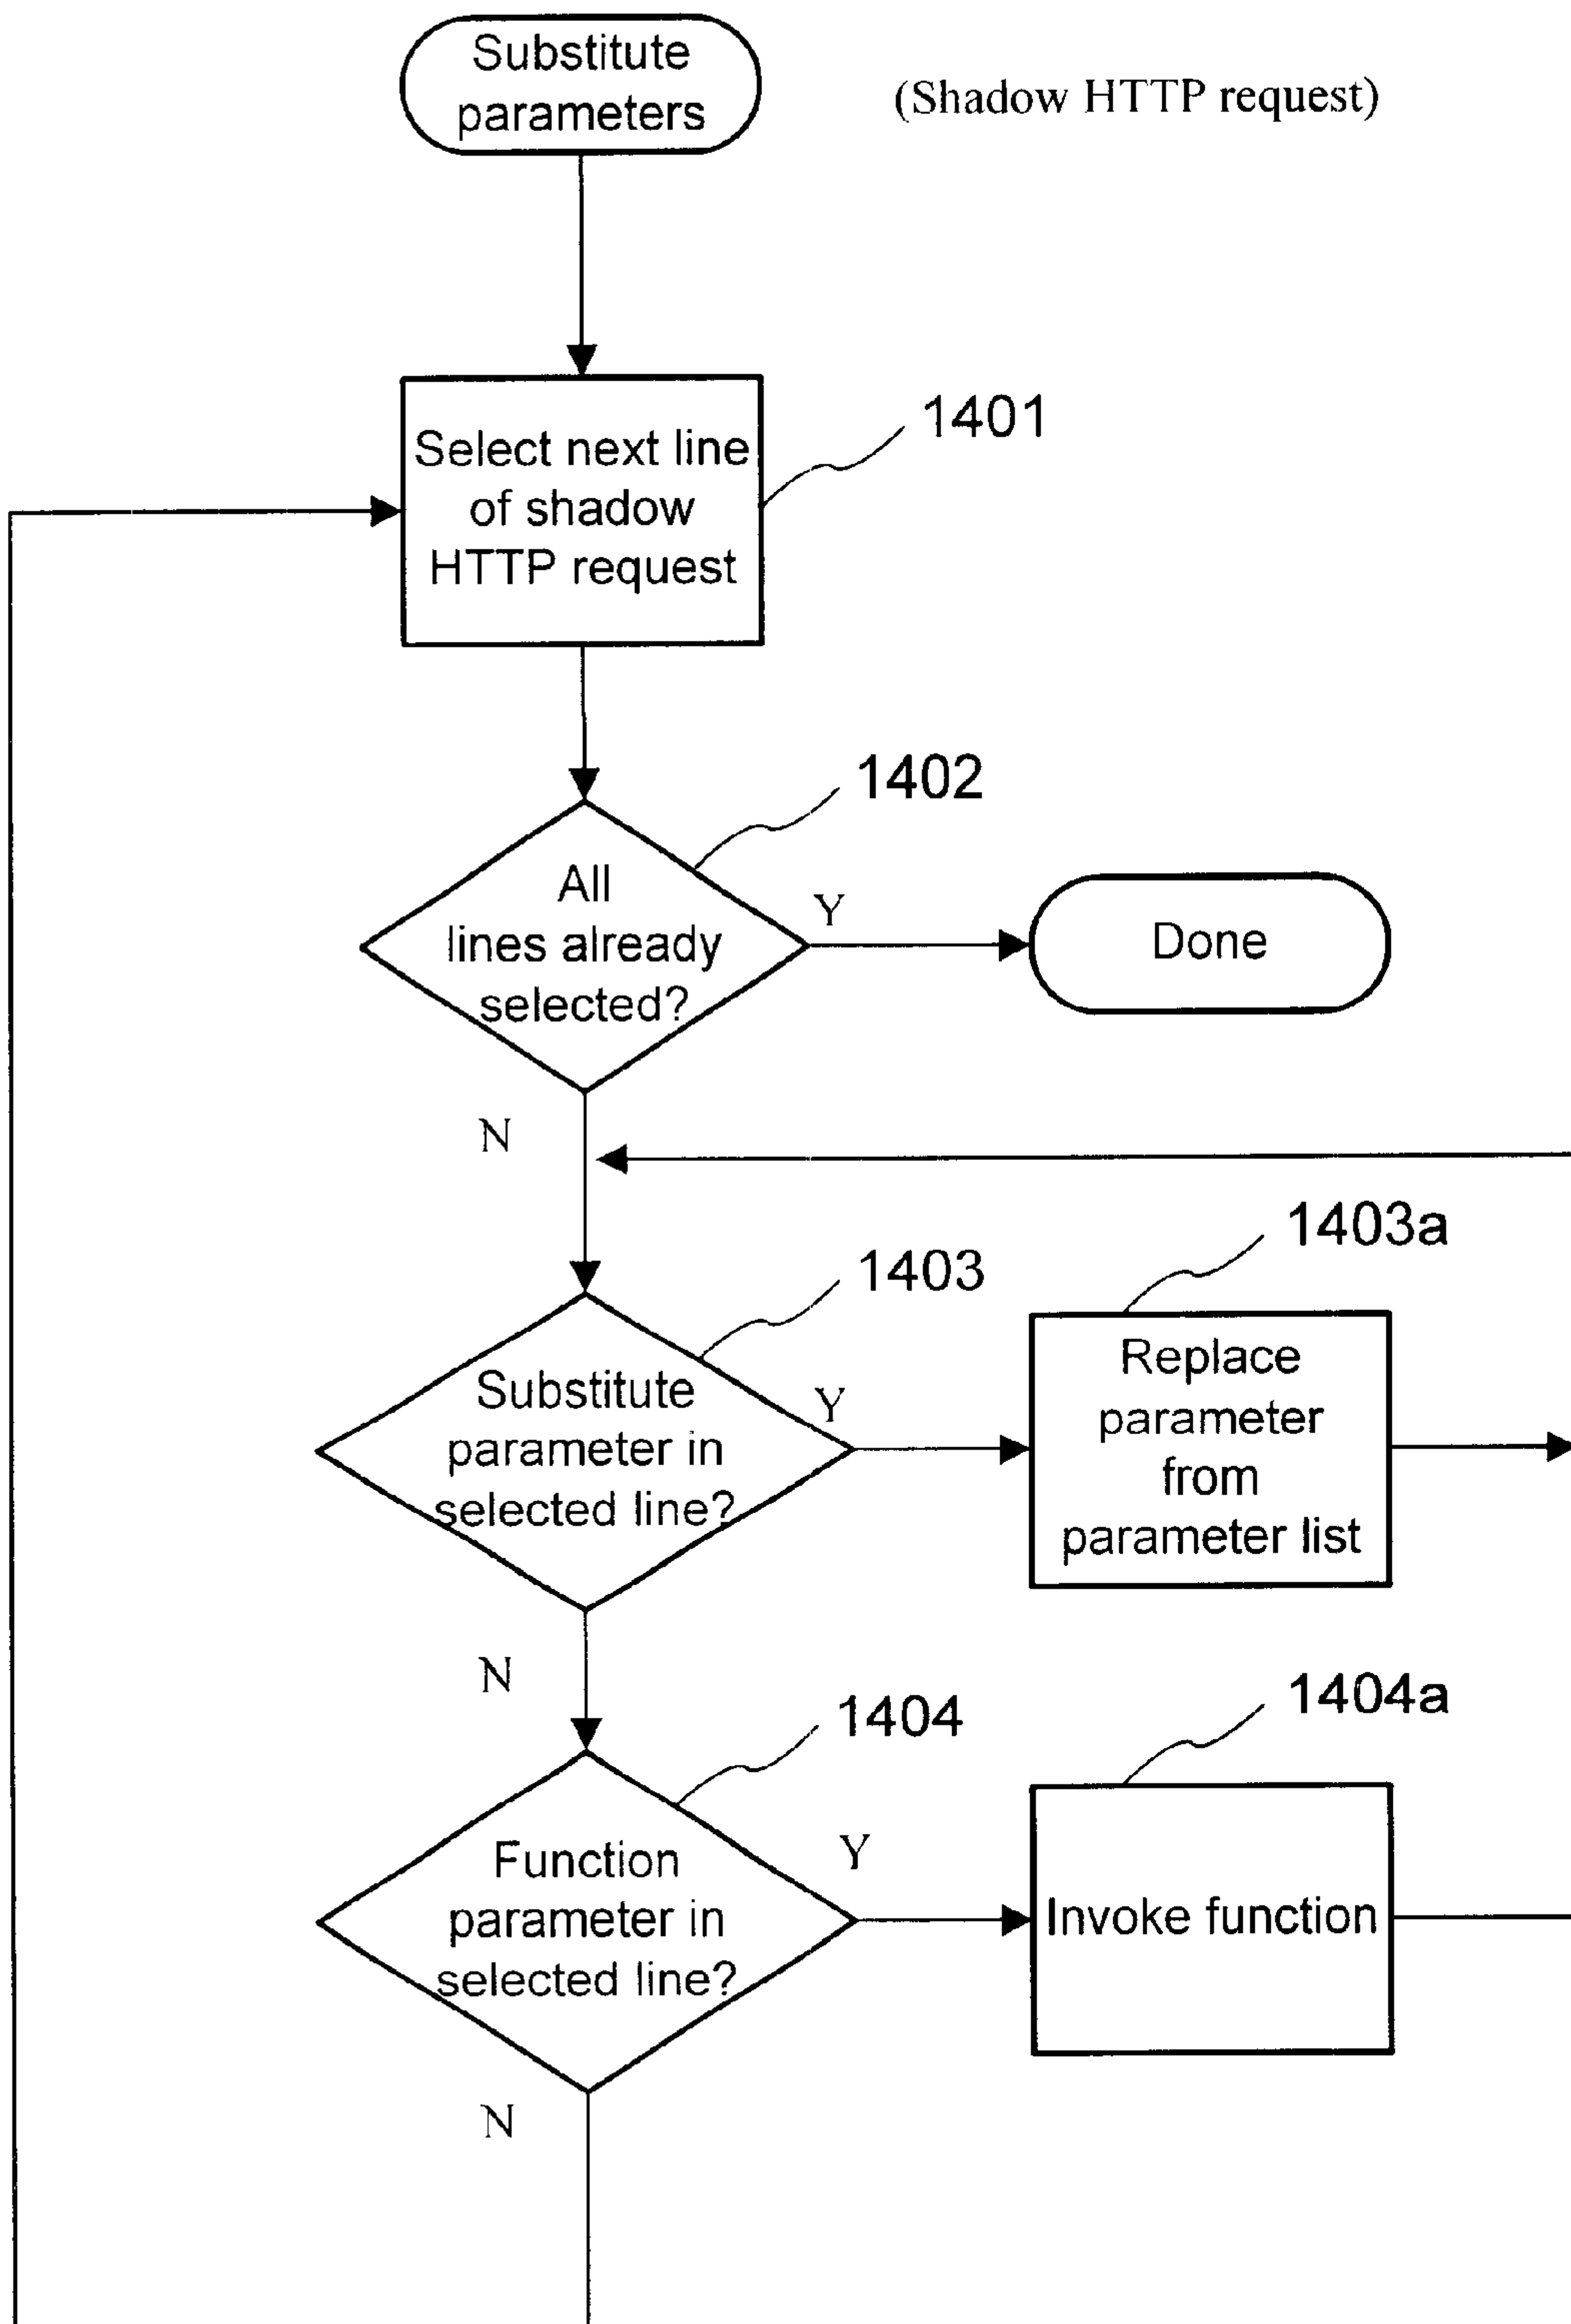 Substitute
parameters
(Shadow HTTP request)
Select next line
of shadow
HTTP request
1401
1402
All
lines already
selected?
Y
Done
N
1403a
1403
Substitute
parameter in
selected line?
Y
Replace
parameter
from
parameter list
N
1404
1404a
Function
parameter in
selected line?
Y
Invoke function
N